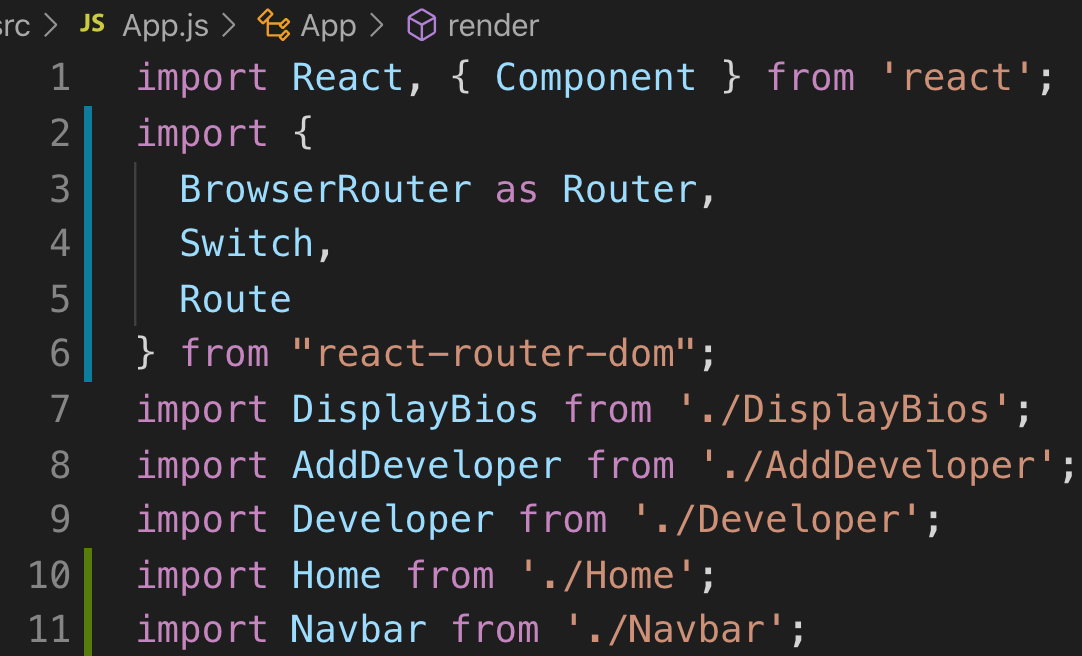 src > JS App.js > App > render
1 import React, { Component } from 'react';
2 import {
3 BrowserRouter as Router,
4 Switch,
5 Route
6 } from "react-router-dom";
7 import DisplayBios from './DisplayBios';
8 import AddDeveloper from './AddDeveloper';
9 import Developer from './Developer';
10 import Home from './Home';
11 import Navbar from './Navbar';